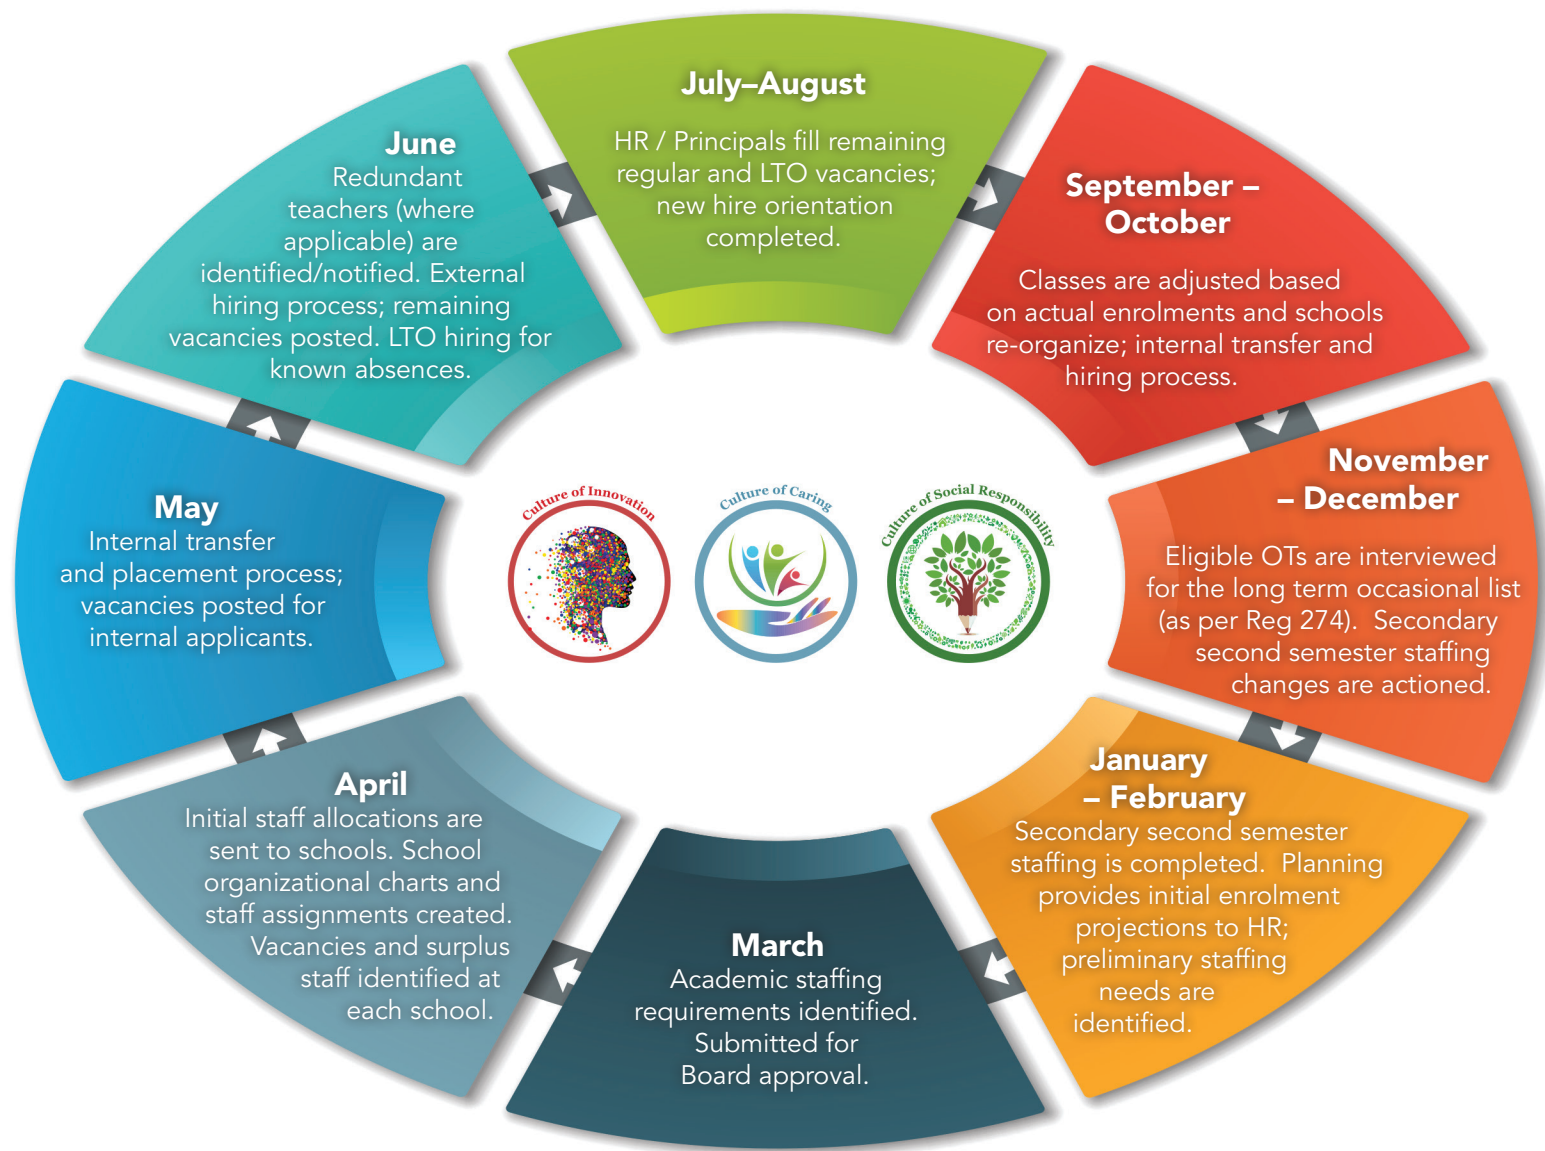 July–August
HR / Principals fill remaining
regular and LTO vacancies;
new hire orientation
completed.
September –
October
Classes are adjusted based
on actual enrolments and schools
re-organize; internal transfer and
hiring process.
November
– December
Eligible OTs are interviewed
for the long term occasional list
(as per Reg 274).  Secondary
second semester staffing
changes are actioned.
January
– February
Secondary second semester
staffing is completed.  Planning
provides initial enrolment
projections to HR;
preliminary staffing
needs are
identified.
March
Academic staffing
requirements identified.
Submitted for
Board approval.
April
Initial staff allocations are
sent to schools. School
organizational charts and
staff assignments created.
Vacancies and surplus
staff identified at
each school.
May
Internal transfer
and placement process;
vacancies posted for
internal applicants.
June
Redundant
teachers (where
applicable) are
identified/notified. External
hiring process; remaining
vacancies posted. LTO hiring for
known absences.
Culture of Innovation
Culture of Caring
Culture of Social Responsibility